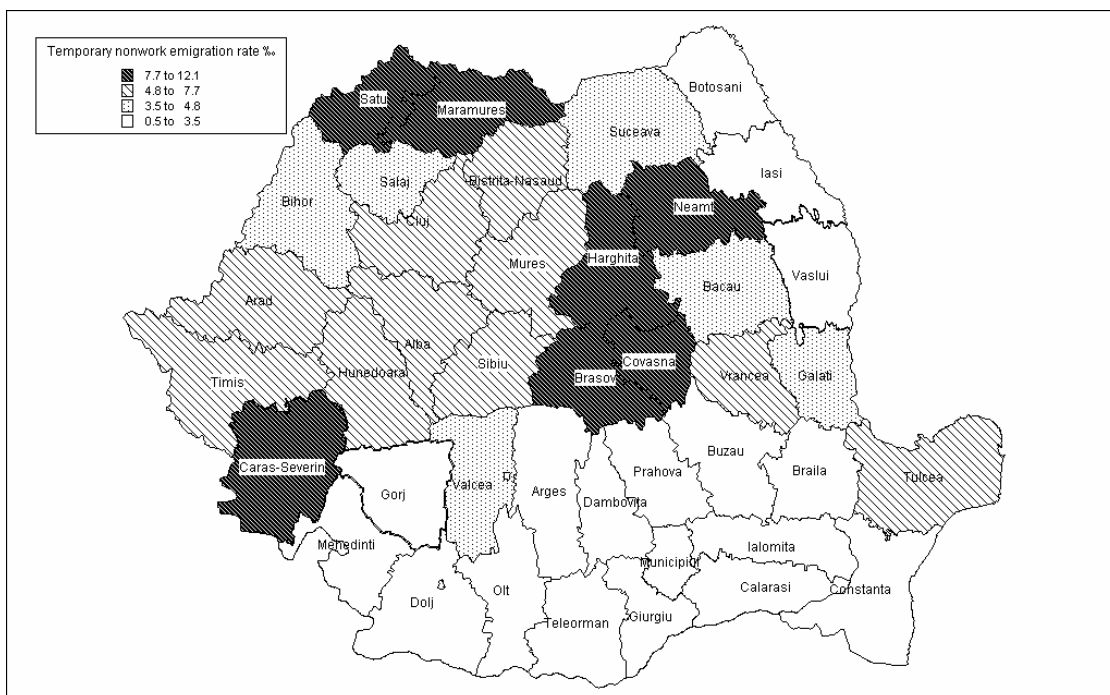 Temporary nonwork emigration rate ‰
7.7 to 12.1
4.8 to 7.7
3.5 to 4.8
0.5 to 3.5
Botosani
Satu
Maramures
Suceava
Iasi
Salaj
Bistrita-Nasaud
Bihor
Neamt
Cluj
Mures
Harghita
Vaslui
Bacau
Arad
Alba
Sibiu
Covasna
Timis
Hunedoara
Brasov
Vrancea
Galati
Caras-Severin
Valcea
Arges
Prahova
Buzau
Braila
Tulcea
Gorj
Dambovita
Mehedinti
Ialomita
Municipiul
Calarasi
Constanta
Dolj
Olt
Teleorman
Giurgiu